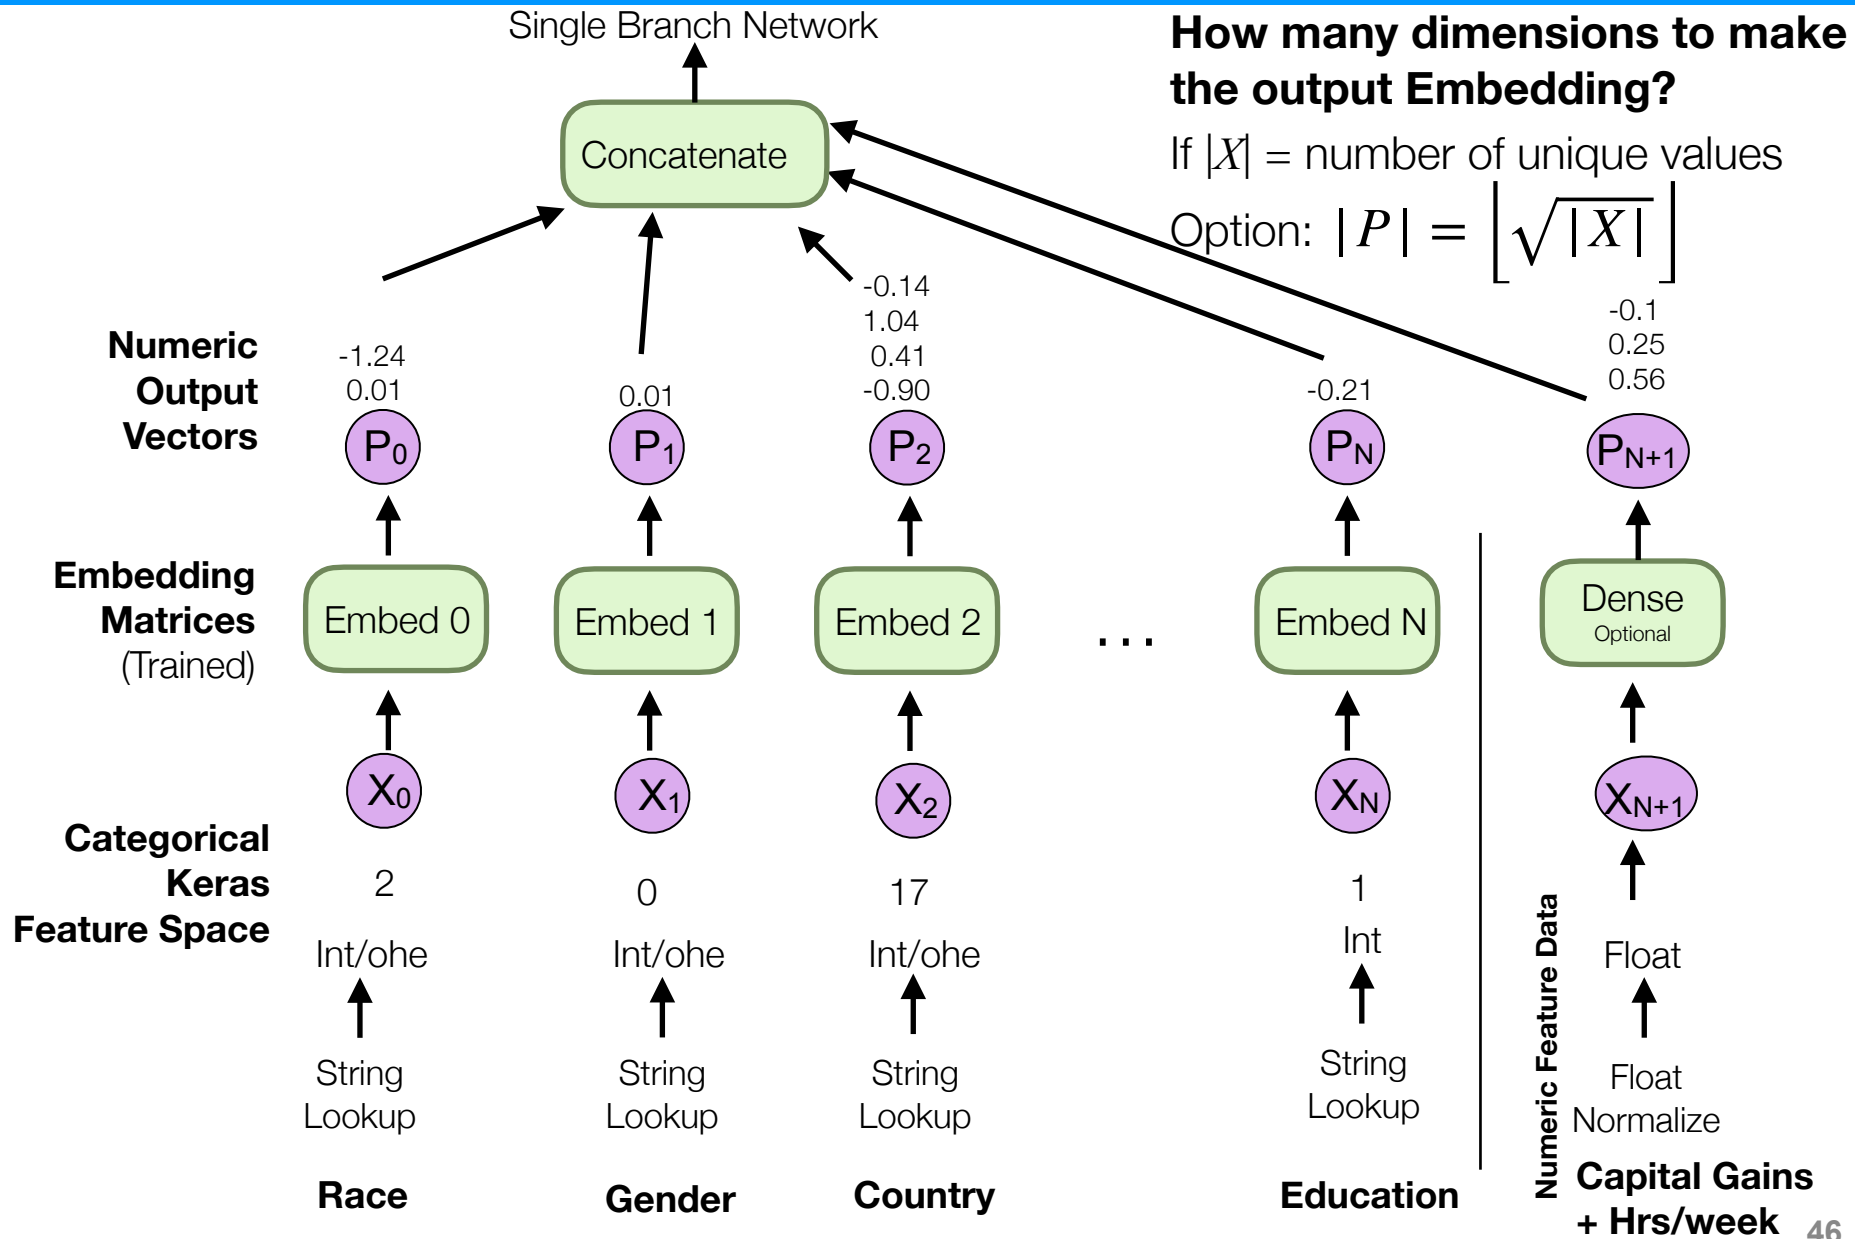 Single Branch Network
How many dimensions to make
the output Embedding?
If |X| = number of unique values
Option: |P| = ⌊√|X|⌋
Concatenate
Numeric
Output
Vectors
-1.24
0.01
0.01
-0.14
1.04
0.41
-0.90
-0.21
-0.1
0.25
0.56
P₀
P₁
P₂
P_N
P_N+1
Embedding
Matrices
(Trained)
Embed 0
Embed 1
Embed 2
...
Embed N
Dense
Optional
X₀
X₁
X₂
X_N
X_N+1
Categorical
Keras
Feature Space
2
0
17
1
Int/ohe
Int/ohe
Int/ohe
Int
Float
String
Lookup
String
Lookup
String
Lookup
String
Lookup
Float
Normalize
Numeric Feature Data
Race
Gender
Country
Education
Capital Gains
+ Hrs/week
46